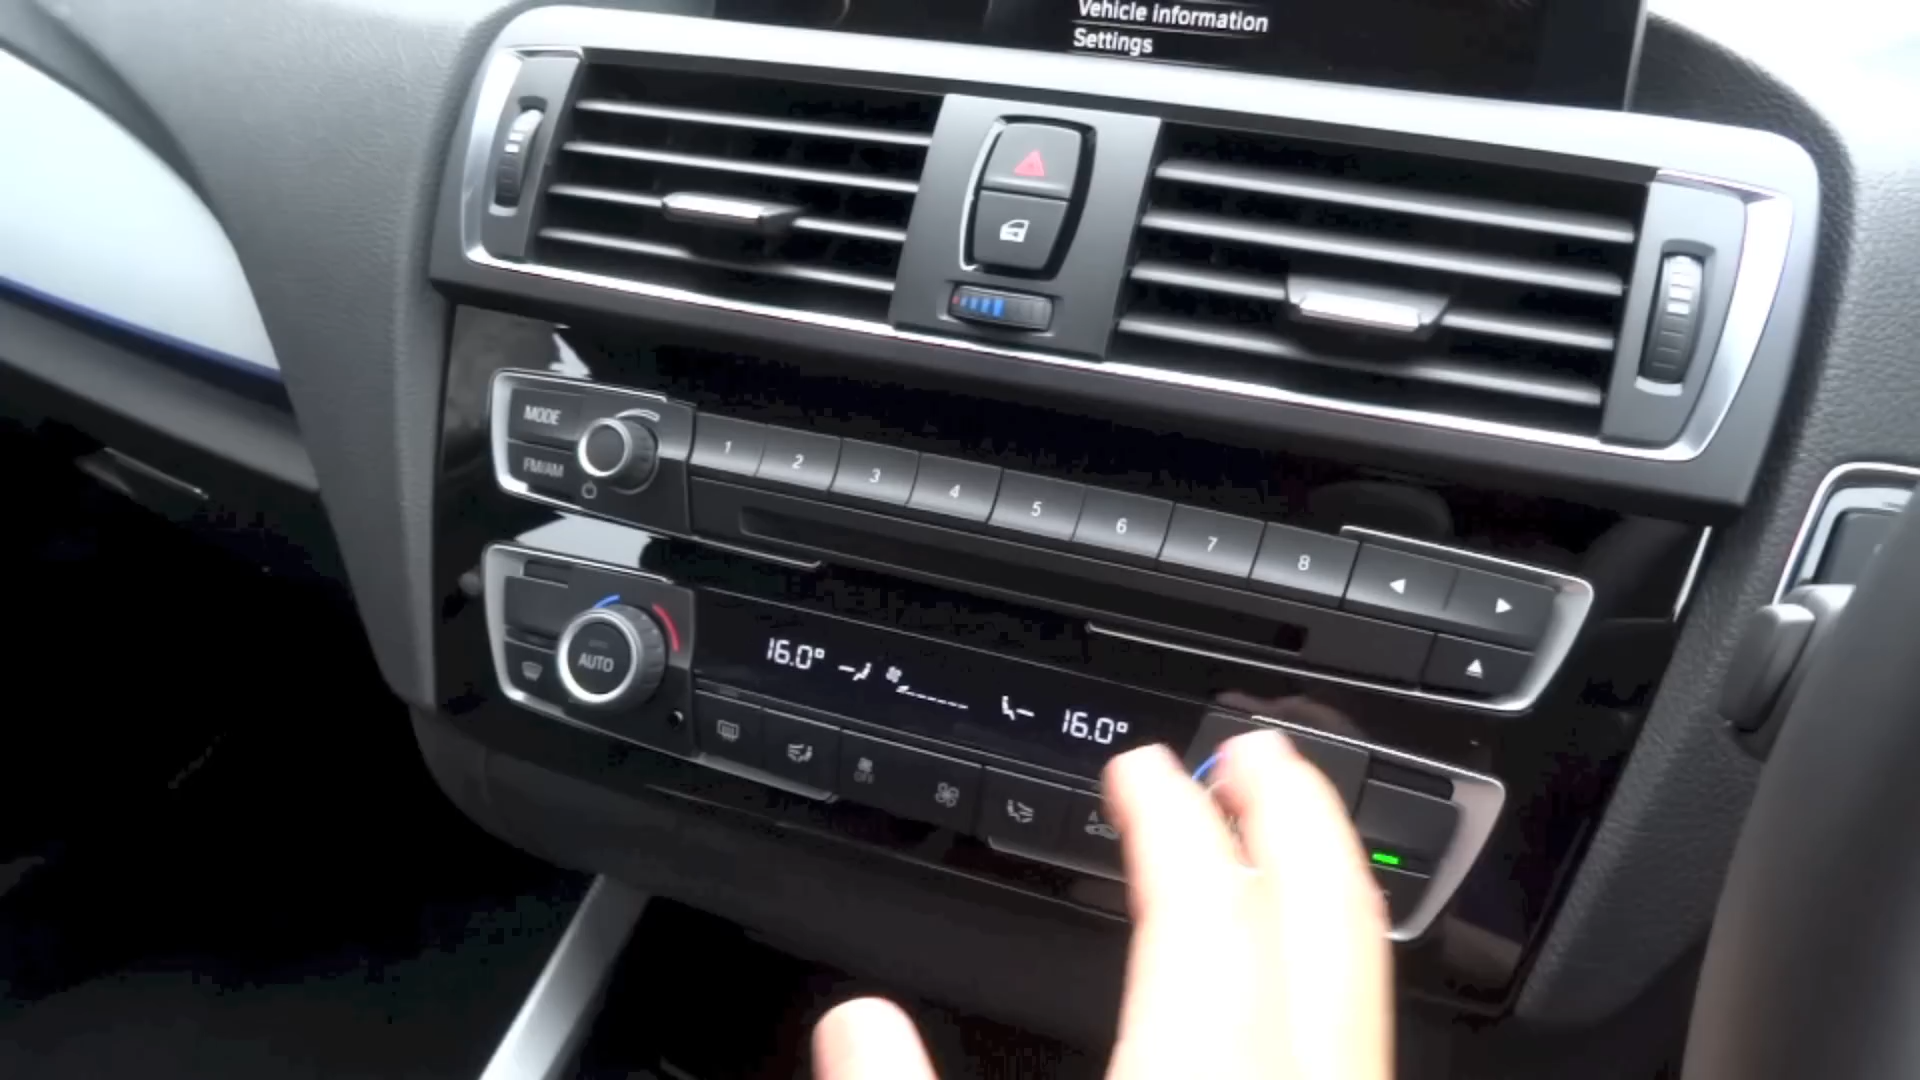 Vehicle information
Settings
MODE
FM/AM
1 2 3 4 5 6 7 8
AUTO
16.0°
16.0°
OFF
A